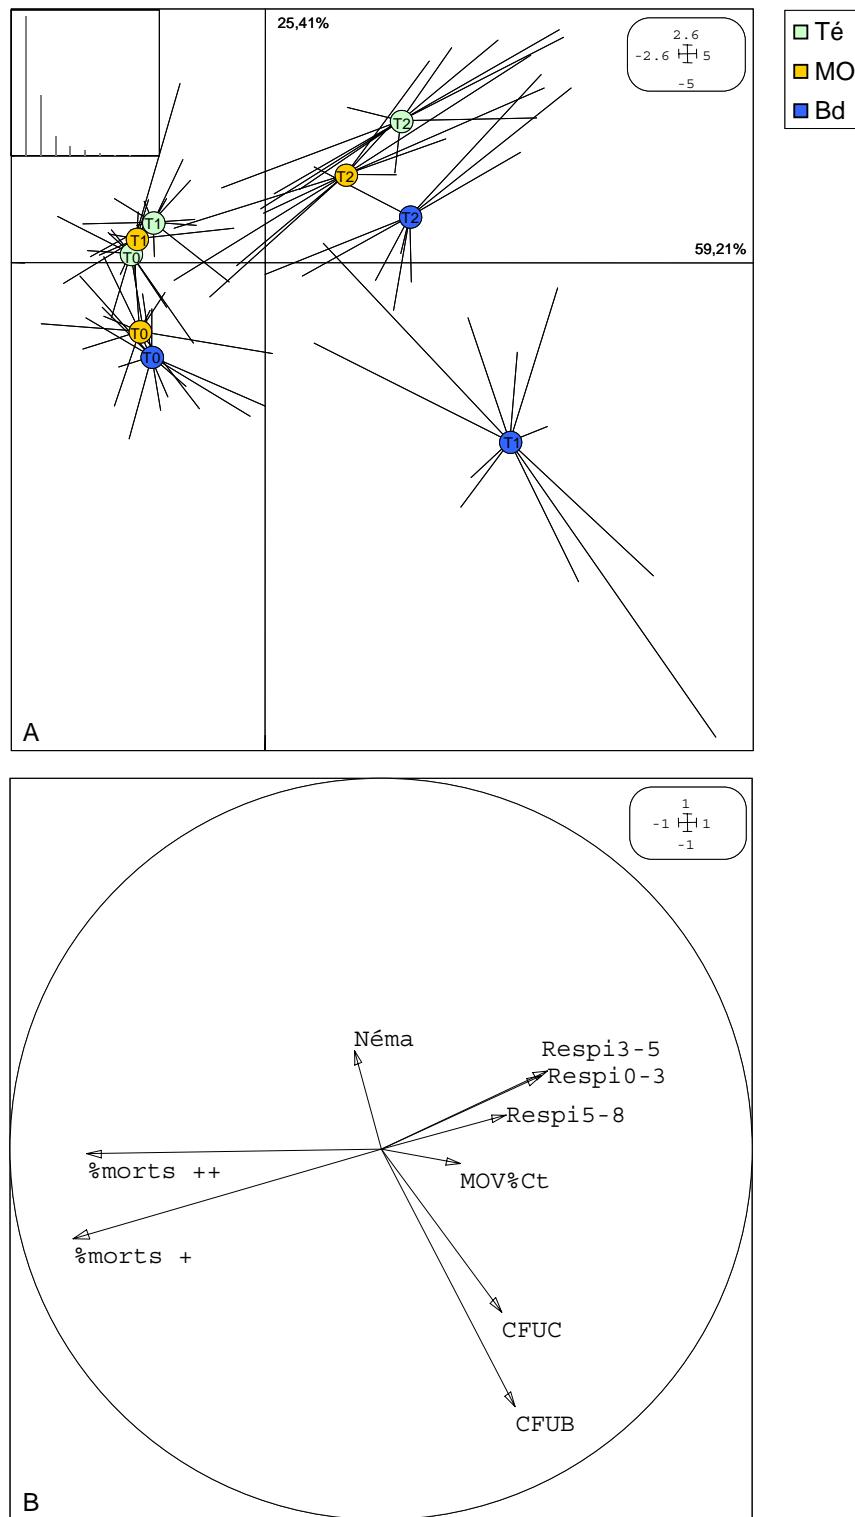 25,41%
2.6
-2.6 5
-5
Té
MO
Bd
T2
T2
T2
T1
T1
T0
59,21%
T0
T0
T1
A
1
-1 1
-1
Néma
Respi3-5
Respi0-3
Respi5-8
%morts ++
MOV%Ct
%morts +
CFUC
CFUB
B